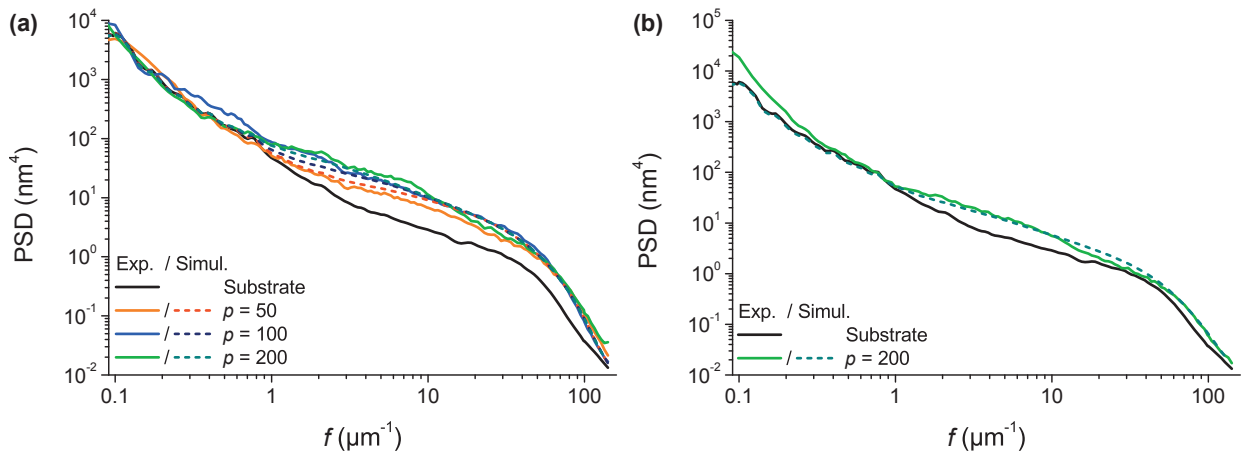 (a)
PSD (nm⁴)
10⁴
10³
10²
10¹
10⁰
10⁻¹
10⁻²
Exp. / Simul.
Substrate
/ p = 50
/ p = 100
/ p = 200
0.1 1 10 100
f (µm⁻¹)
(b)
PSD (nm⁴)
10⁶
10⁵
10⁴
10³
10²
10¹
10⁰
10⁻¹
10⁻²
Exp. / Simul.
Substrate
/ p = 200
0.1 1 10 100
f (µm⁻¹)